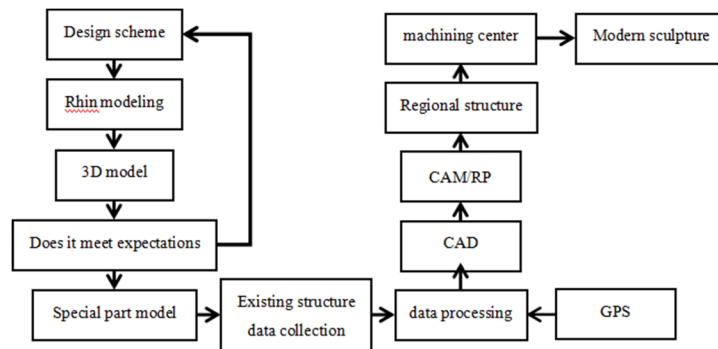 Design scheme
Rhin modeling
3D model
Does it meet expectations
Special part model
Existing structure
data collection
data processing
GPS
CAD
CAM/RP
Regional structure
machining center
Modern sculpture